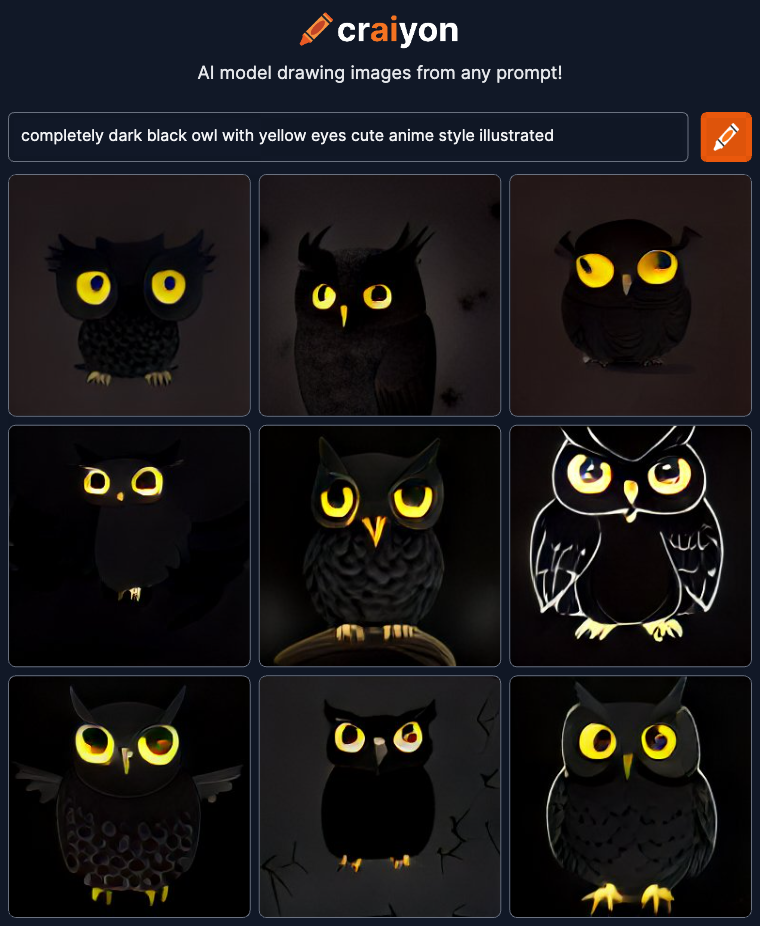 craiyon
AI model drawing images from any prompt!
completely dark black owl with yellow eyes cute anime style illustrated